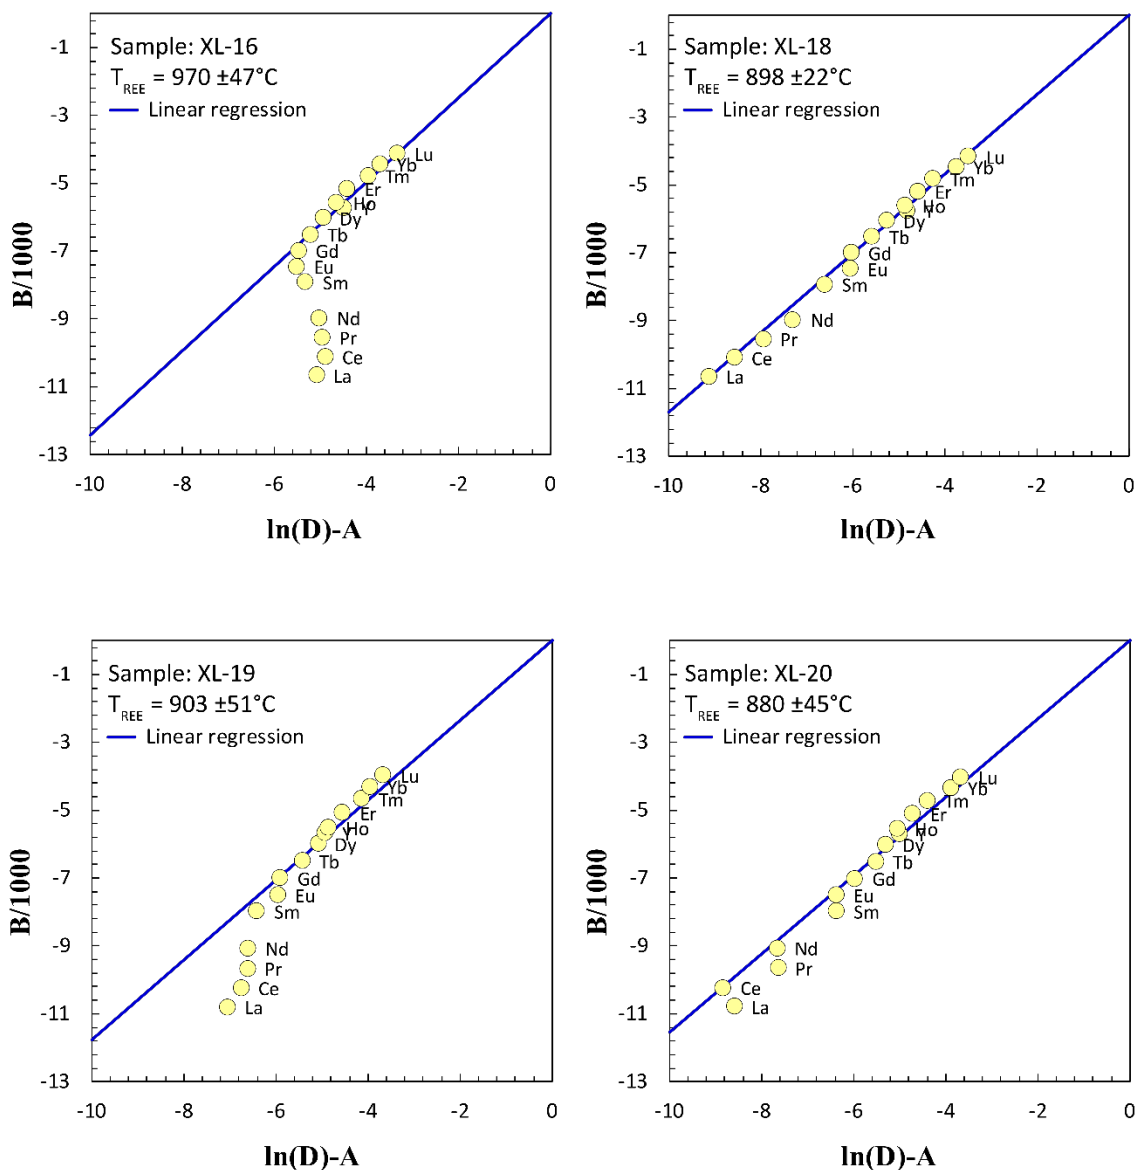 Sample: XL-16
T_REE = 970 ±47°C
Linear regression
-1
-3
-5
-7
-9
-11
-13
B/1000
Lu
Yb
Tm
Er
Ho
Y
Dy
Tb
Gd
Eu
Sm
Nd
Pr
Ce
La
-10 -8 -6 -4 -2 0
ln(D)-A
Sample: XL-18
T_REE = 898 ±22°C
Linear regression
-1
-3
-5
-7
-9
-11
-13
B/1000
Lu
Yb
Tm
Er
Ho
Y
Dy
Tb
Gd
Eu
Sm
Nd
Pr
Ce
La
-10 -8 -6 -4 -2 0
ln(D)-A
Sample: XL-19
T_REE = 903 ±51°C
Linear regression
-1
-3
-5
-7
-9
-11
-13
B/1000
Lu
Yb
Tm
Er
Ho
Y
Dy
Tb
Gd
Eu
Sm
Nd
Pr
Ce
La
-10 -8 -6 -4 -2 0
ln(D)-A
Sample: XL-20
T_REE = 880 ±45°C
Linear regression
-1
-3
-5
-7
-9
-11
-13
B/1000
Lu
Yb
Tm
Er
Ho
Y
Dy
Tb
Gd
Eu
Sm
Nd
Pr
Ce
La
-10 -8 -6 -4 -2 0
ln(D)-A